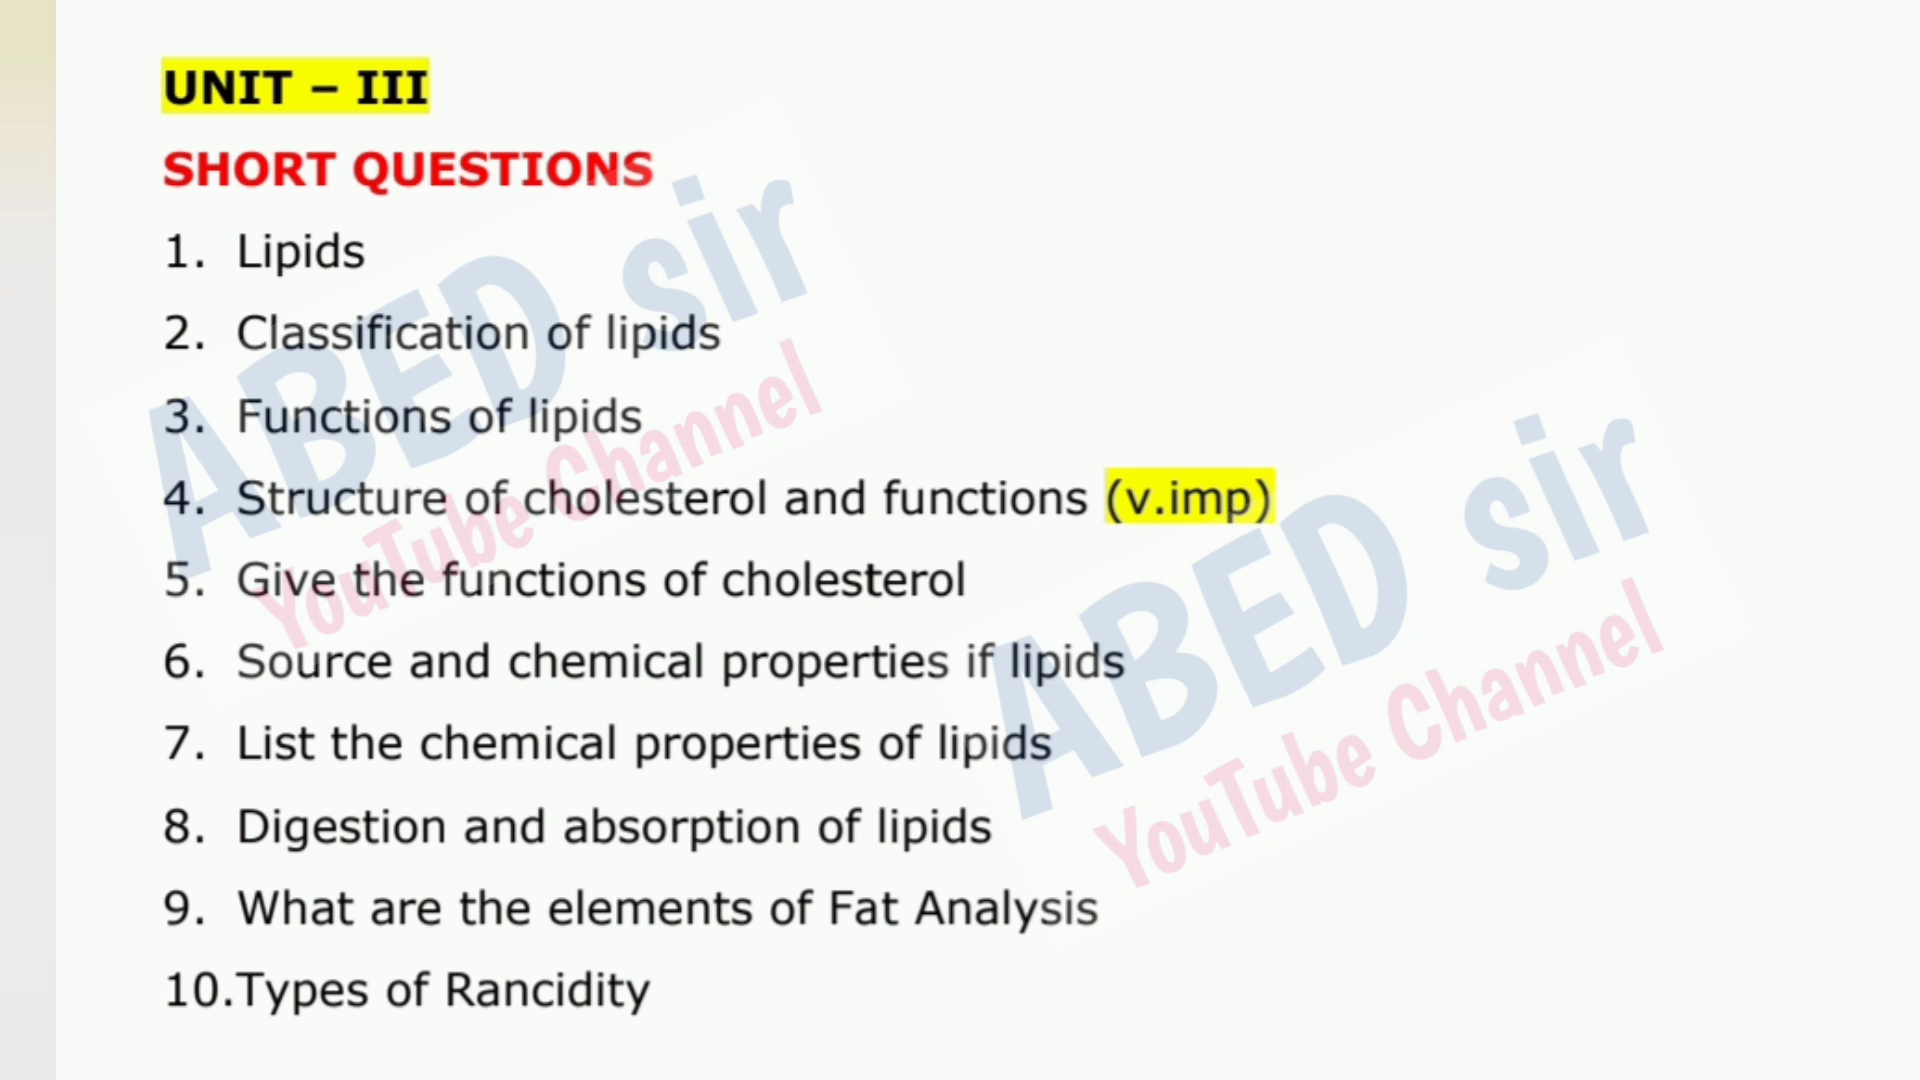 UNIT – III
SHORT QUESTIONS
1. Lipids
2. Classification of lipids
3. Functions of lipids
4. Structure of cholesterol and functions (v.imp)
5. Give the functions of cholesterol
6. Source and chemical properties if lipids
7. List the chemical properties of lipids
8. Digestion and absorption of lipids
9. What are the elements of Fat Analysis
10.Types of Rancidity
ABED sir
YouTube Channel
ABED sir
YouTube Channel